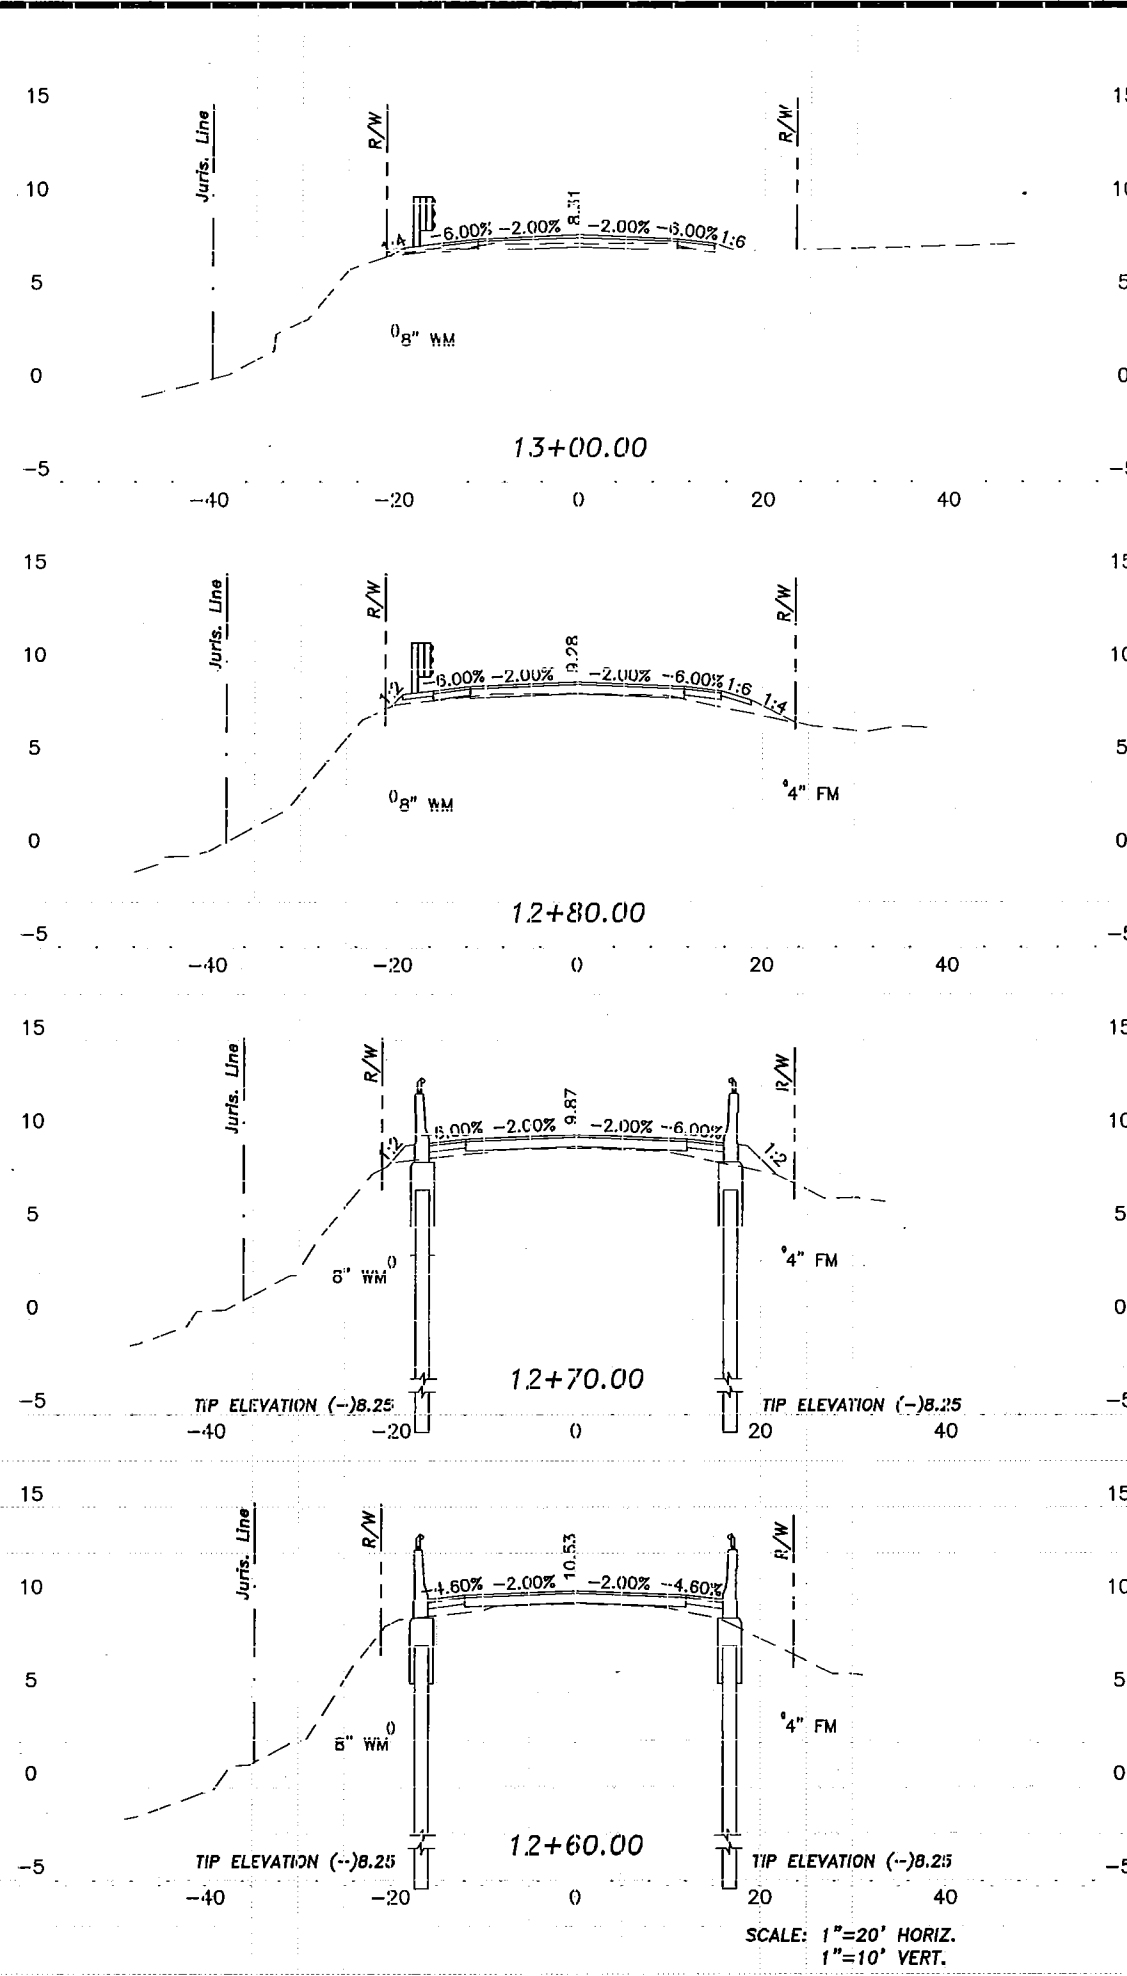 15 15
Juris. Line R/W R/W
10 8.31 10
1:4 -6.00% -2.00% -2.00% -6.00% 1:6
5 5
8" WM
0 0
13+00.00
-5 -5
-40 -20 0 20 40
15 15
Juris. Line R/W R/W
10 9.28 10
1:2 -6.00% -2.00% -2.00% -6.00% 1:6 1:4
5 5
8" WM 4" FM
0 0
12+80.00
-5 -5
-40 -20 0 20 40
15 15
Juris. Line R/W R/W
10 9.87 10
1:2 -6.00% -2.00% -2.00% -6.00% 1:2
5 5
8" WM 4" FM
0 0
12+70.00
-5 TIP ELEVATION (-)8.25 TIP ELEVATION (-)8.25 -5
-40 -20 0 20 40
15 15
Juris. Line R/W R/W
10 10.53 10
-4.60% -2.00% -2.00% -4.60%
5 5
8" WM 4" FM
0 0
12+60.00
-5 TIP ELEVATION (-)8.25 TIP ELEVATION (-)8.25 -5
-40 -20 0 20 40
SCALE: 1"=20' HORIZ.
1"=10' VERT.